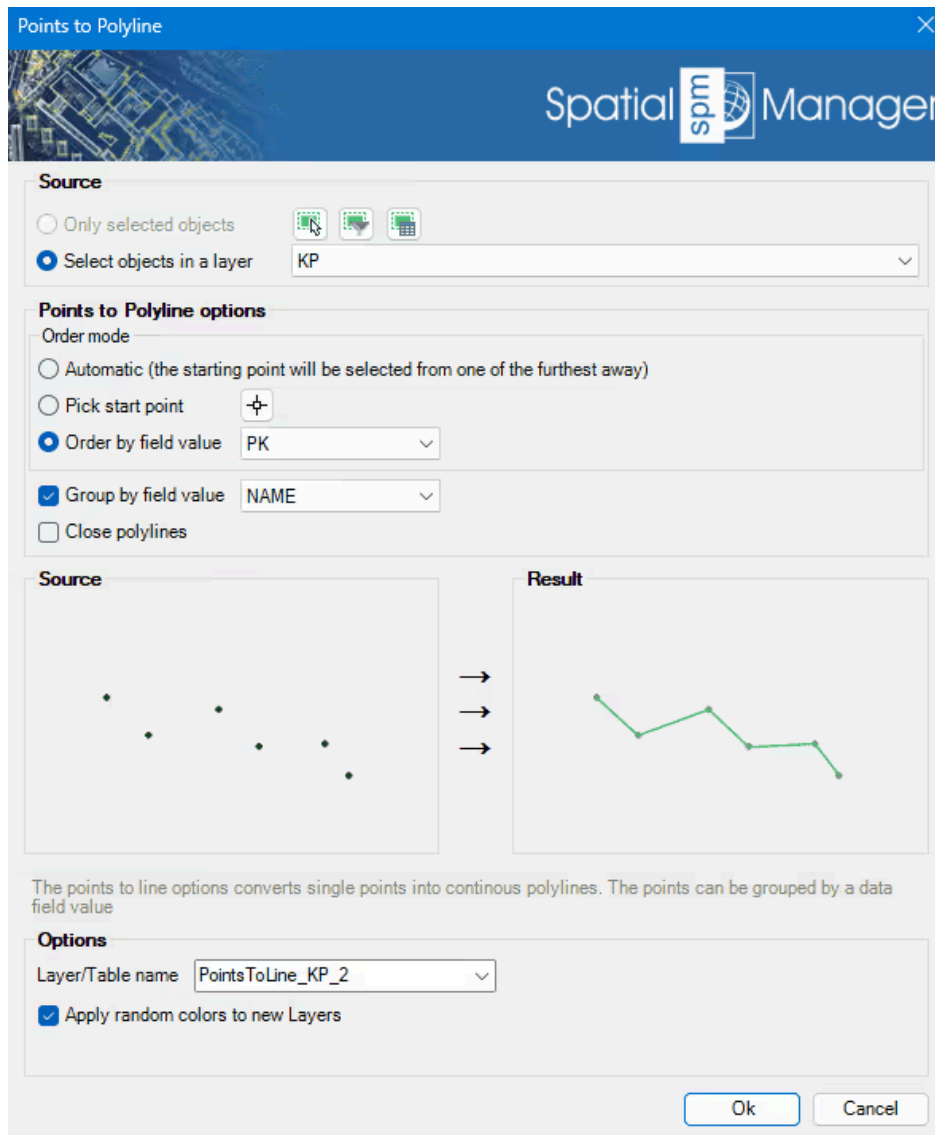 Points to Polyline
Spatial spm Manager
Source
Only selected objects
Select objects in a layer KP
Points to Polyline options
Order mode
Automatic (the starting point will be selected from one of the furthest away)
Pick start point
Order by field value PK
Group by field value NAME
Close polylines
Source
Result
The points to line options converts single points into continous polylines. The points can be grouped by a data
field value
Options
Layer/Table name PointsToLine_KP_2
Apply random colors to new Layers
Ok Cancel